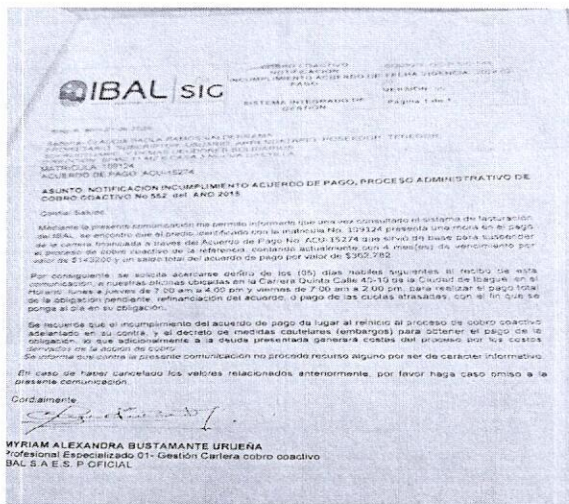 IBAL SIG
COBRO COACTIVO
NOTIFICACION
INCUMPLIMIENTO ACUERDO DE PAGO
FECHA VIGENCIA:
VERSIÓN:
SISTEMA INTEGRADO DE GESTIÓN
Página 1 de 1
MATRICULA: 109124
ACUERDO DE PAGO: ACU-15274
ASUNTO: NOTIFICACIÓN INCUMPLIMIENTO ACUERDO DE PAGO, PROCESO ADMINISTRATIVO DE
COBRO COACTIVO No 582 del AÑO 2015
Cordial Saludo,
Mediante la presente comunicación me permito informarle que una vez consultado el sistema de facturación
del IBAL, se encontró que el predio identificado con la matricula No. 109124 presenta una mora en el pago
de la cartera financiada a través del Acuerdo de Pago No. ACU-15274 que sirvió de base para suspender
el proceso de cobro coactivo de la referencia, contando actualmente con 4 mes(es) de vencimiento por
valor de y un saldo total del acuerdo de pago por valor de $362.782
Por consiguiente, se solicita acercarse dentro de los (05) días hábiles siguientes al recibo de esta
comunicación, a nuestras oficinas ubicadas en la Carrera Quinta Calle de la Ciudad de Ibagué, en el
Horario: lunes a jueves de 7:00 am a 4:00 pm y viernes de 7:00 am a 2:00 pm, para realizar el pago total
de la obligación pendiente, refinanciación del acuerdo, o pago de las cuotas atrasadas, con el fin que se
ponga al día en su obligación.
Se recuerda que el incumplimiento del acuerdo de pago da lugar al reinicio al proceso de cobro coactivo
adelantado en su contra, y el decreto de medidas cautelares (embargos) para obtener el pago de la
obligación, lo que adicionalmente a la deuda presentada generará costas del proceso por los costos
derivados de la acción de cobro.
Se informa que contra la presente comunicación no procede recurso alguno por ser de carácter informativo
En caso de haber cancelado los valores relacionados anteriormente, por favor haga caso omiso a la
presente comunicación.
Cordialmente
MYRIAM ALEXANDRA BUSTAMANTE URUEÑA
Profesional Especializado 01- Gestión Cartera cobro coactivo
IBAL S.A E.S. P OFICIAL